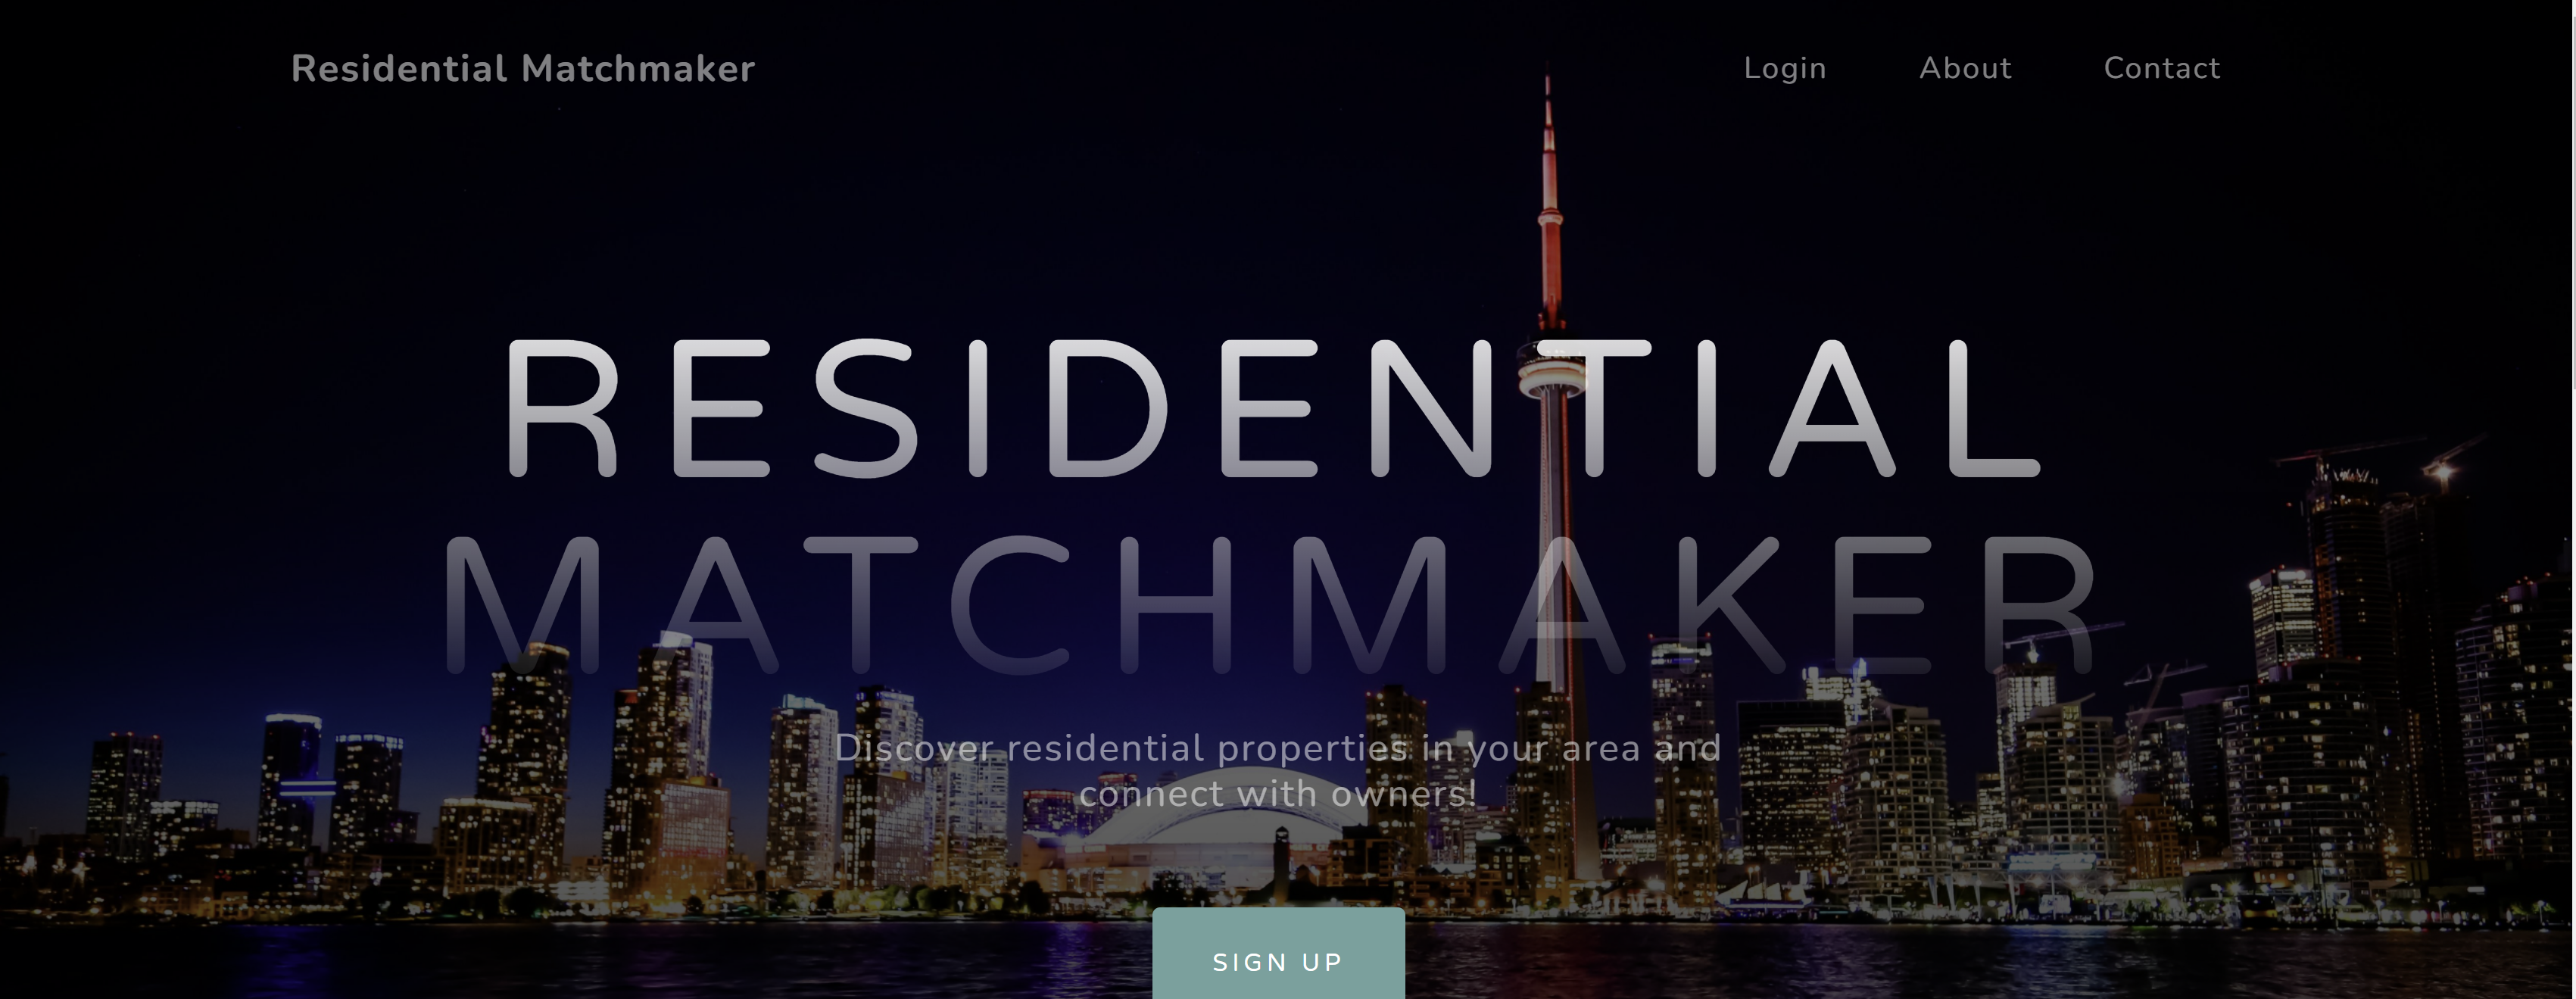 Residential Matchmaker
Login About Contact
RESIDENTIAL
MATCHMAKER
Discover residential properties in your area and
connect with owners!
SIGN UP